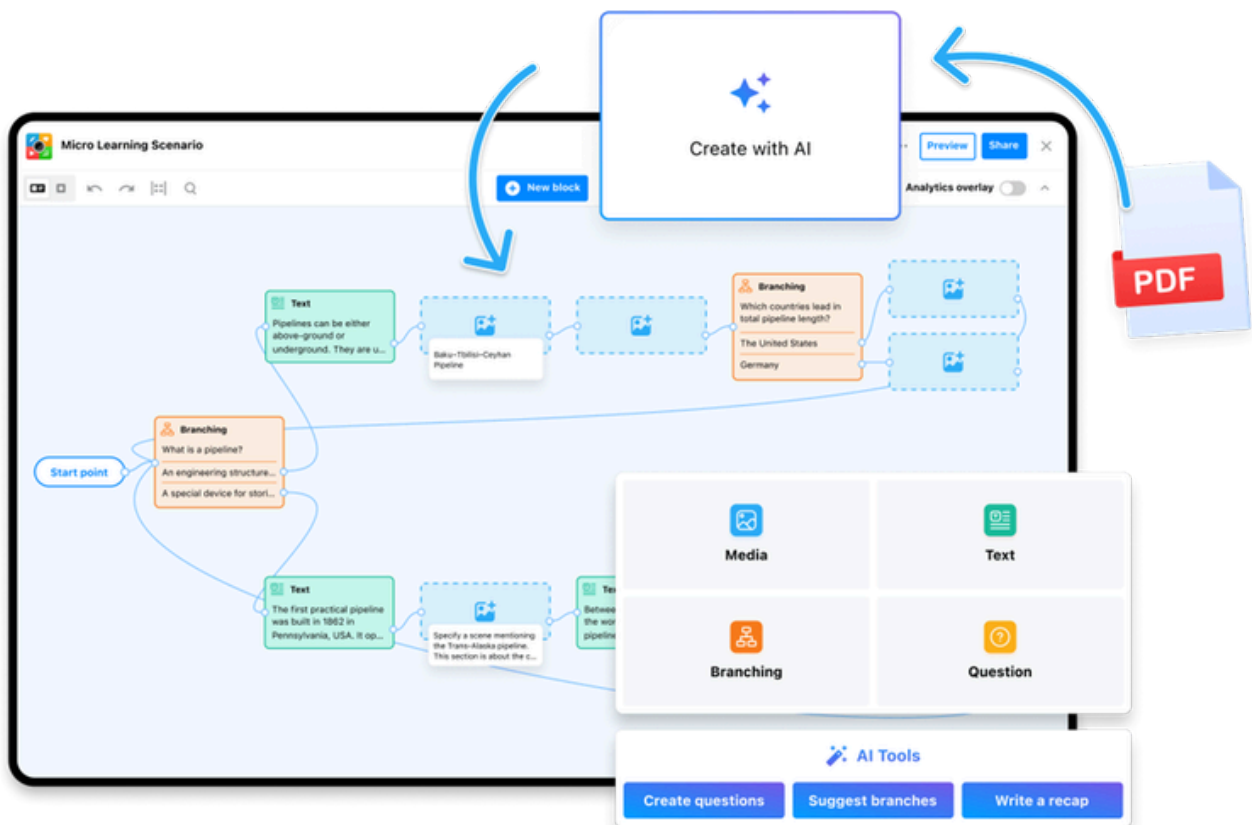 Create with AI
PDF
Micro Learning Scenario
Preview
Share
New block
Analytics overlay
Text
Pipelines can be either
above-ground or
underground. They are u...
Baku-Tbilisi-Ceyhan
Pipeline
Branching
Which countries lead in
total pipeline length?
The United States
Germany
Start point
Branching
What is a pipeline?
An engineering structure...
A special device for stori...
Text
The first practical pipeline
was built in 1862 in
Pennsylvania, USA. It op...
Specify a scene mentioning
the Trans-Alaska pipeline.
This section is about the c...
Media
Text
Branching
Question
AI Tools
Create questions
Suggest branches
Write a recap